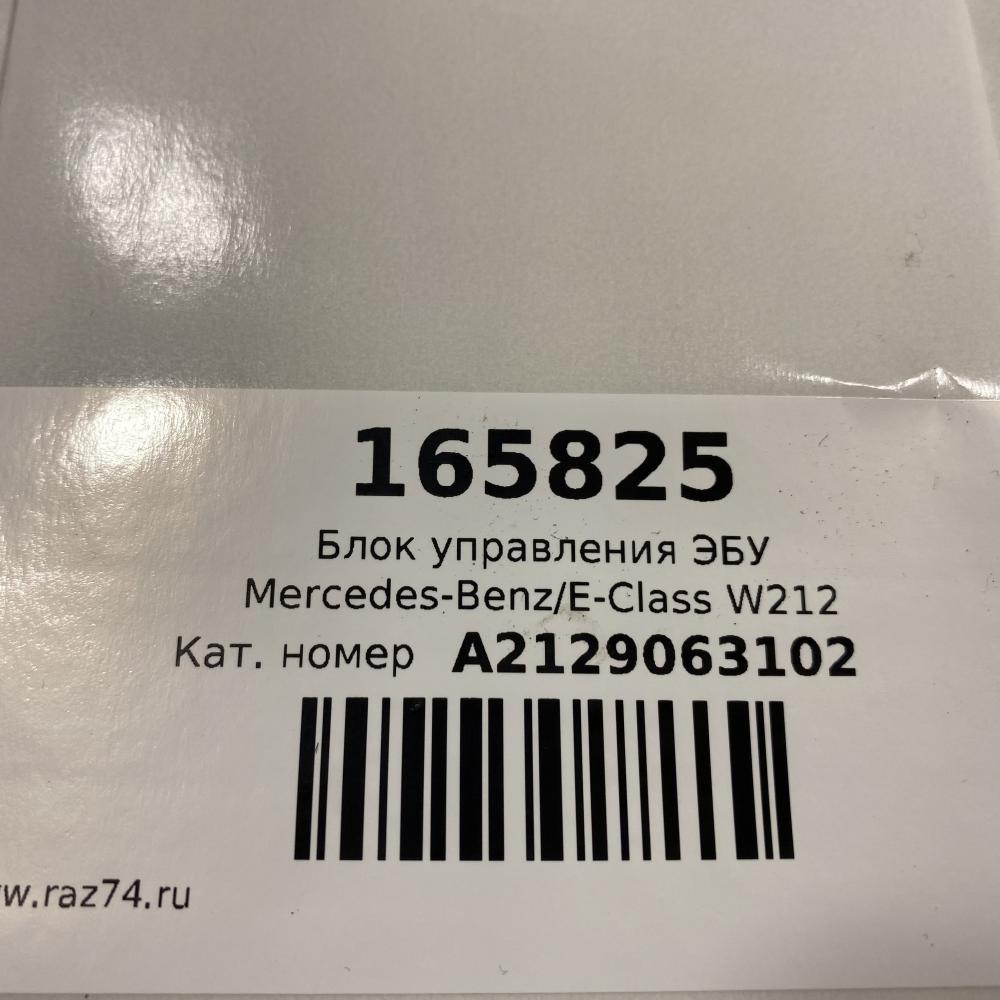 165825
Блок управления ЭБУ
Mercedes-Benz/E-Class W212
Кат. номер A2129063102
w.raz74.ru